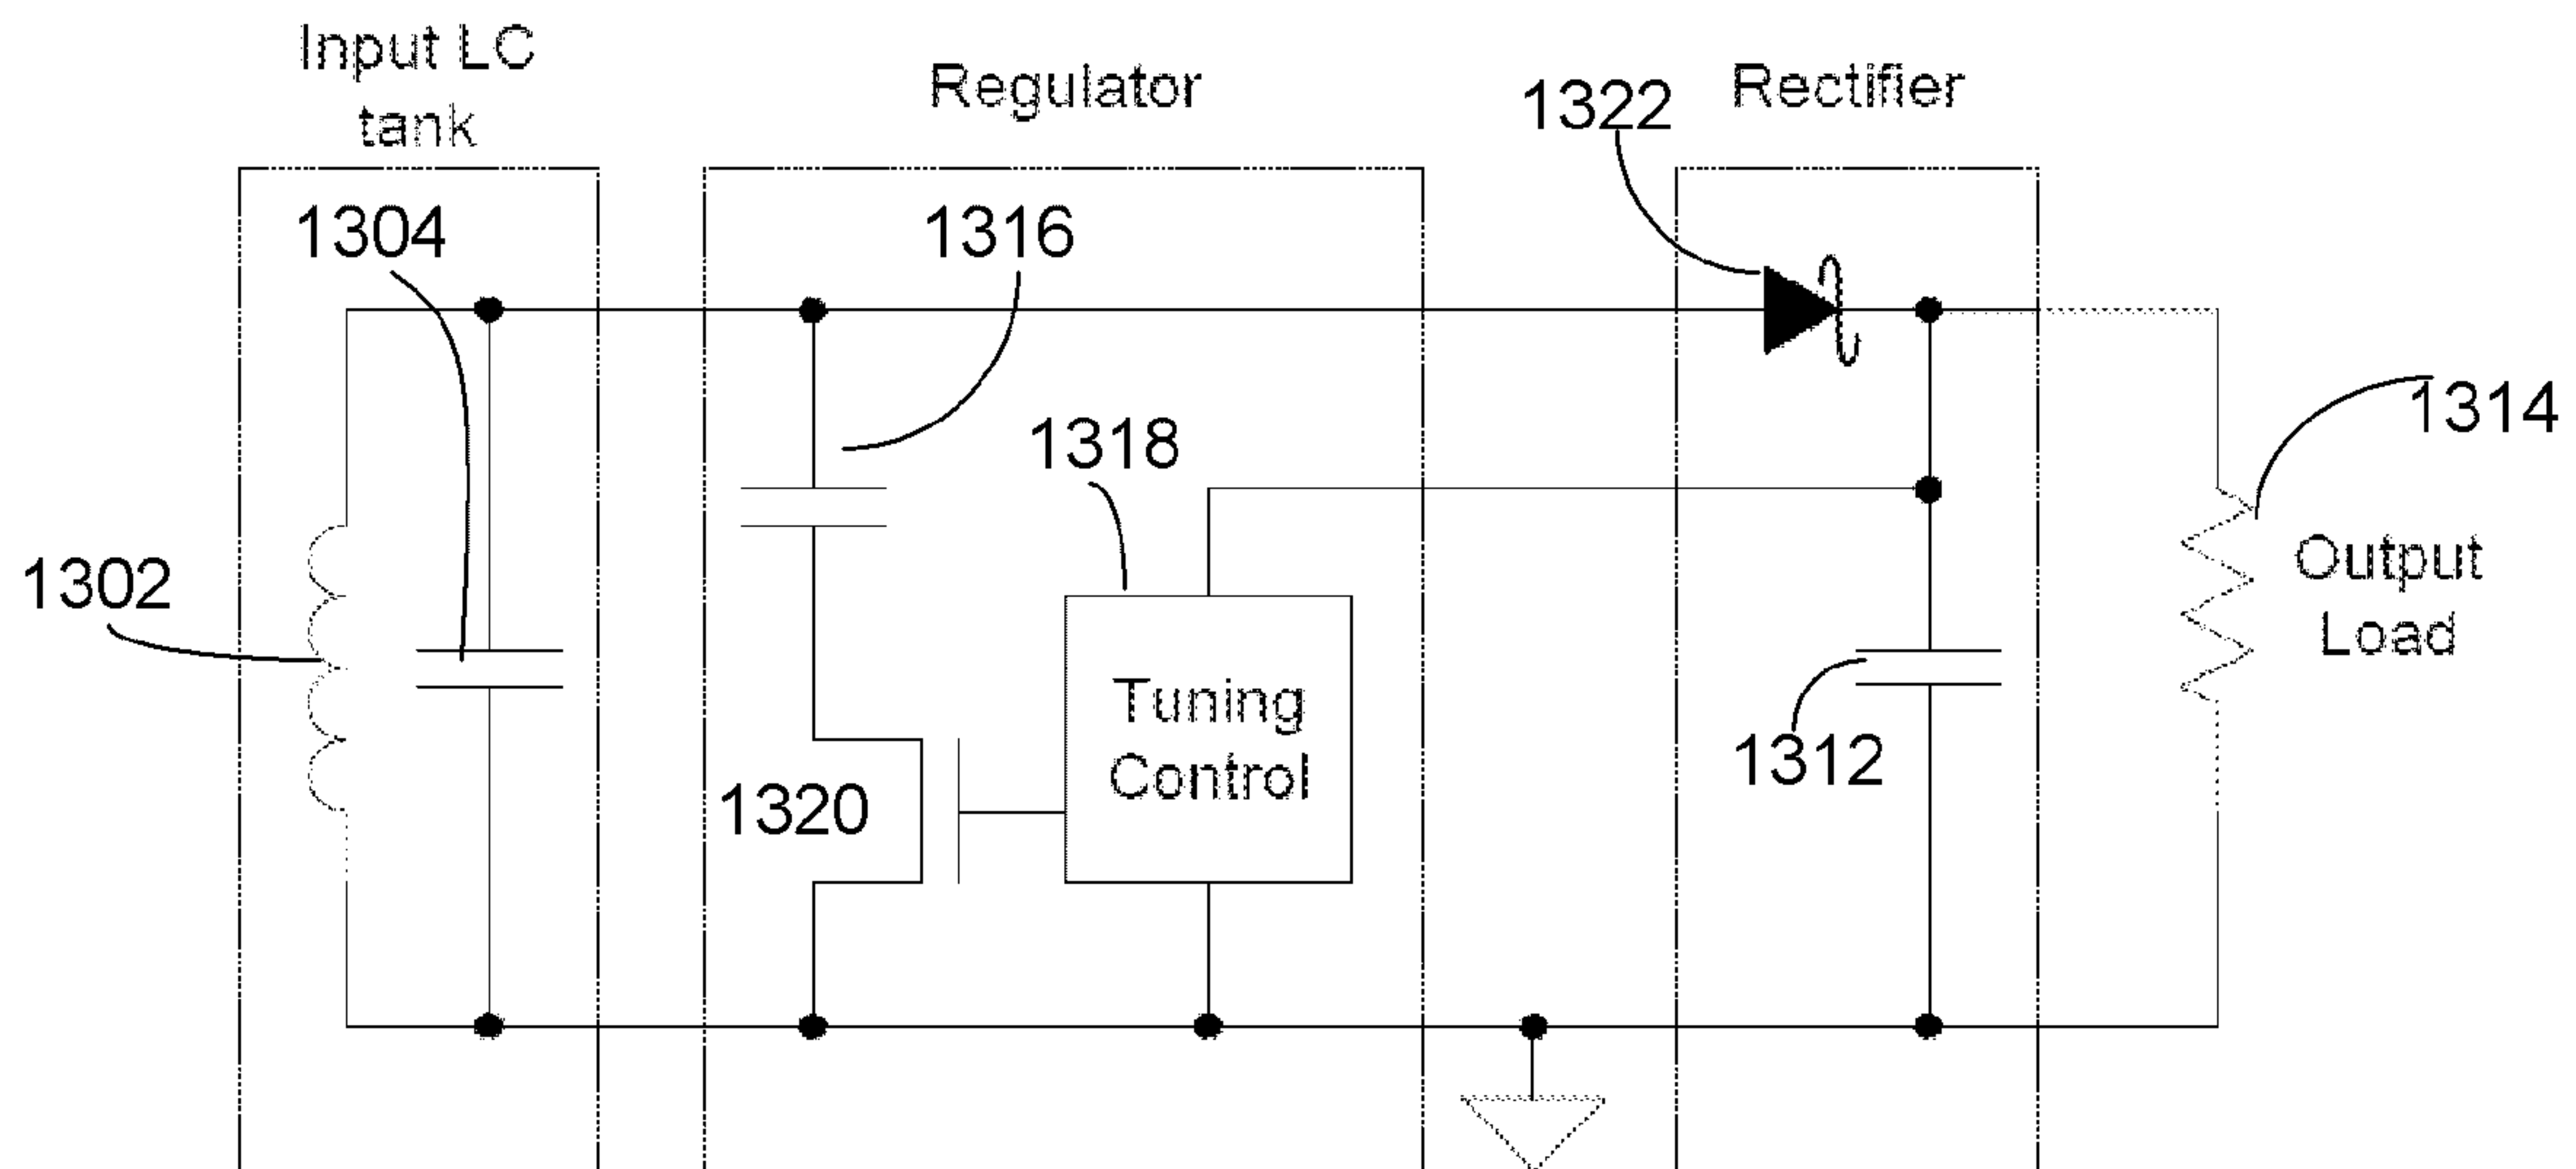 Input LC
tank
Regulator
1322
Rectifier
1304
1316
1318
1314
1302
Output
Load
Tuning
Control
1320
1312